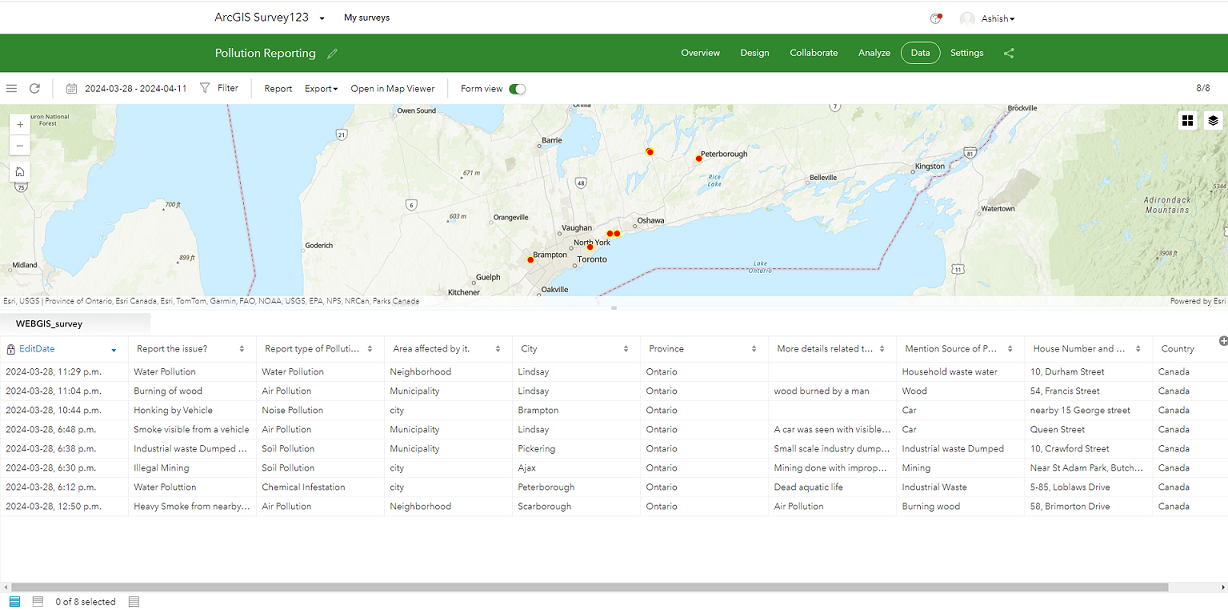 ArcGIS Survey123 My surveys Ashish
Pollution Reporting Overview Design Collaborate Analyze Data Settings
2024-03-28 - 2024-04-11 Filter Report Export Open in Map Viewer Form view 8/8
uron National
Forest
Owen Sound
Orillia
7
Brockville
21
Barrie
Peterborough
81
Kingston
671 m
Rice
Lake
48
Belleville
75
5344
700 ft
6
603 m
Orangeville
Oshawa
Watertown
Adirondack
Mountains
Vaughan
Goderich
North York
899 ft
Brampton
Toronto
3908 ft
Midland
Lake
Ontario
11
Guelph
Kitchener
Oakville
Esri, USGS | Province of Ontario, Esri Canada, Esri, TomTom, Garmin, FAO, NOAA, USGS, EPA, NPS, NRCan, Parks Canada Powered by Esri
WEBGIS_survey
EditDate Report the issue? Report type of Polluti... Area affected by it. City Province More details related t... Mention Source of P... House Number and ... Country
2024-03-28, 11:29 p.m. Water Pollution Water Pollution Neighborhood Lindsay Ontario Household waste water 10, Durham Street Canada
2024-03-28, 11:04 p.m. Burning of wood Air Pollution Municipality Lindsay Ontario wood burned by a man Wood 54, Francis Street Canada
2024-03-28, 10:44 p.m. Honking by Vehicle Noise Pollution city Brampton Ontario Car nearby 15 George street Canada
2024-03-28, 6:48 p.m. Smoke visible from a vehicle Air Pollution Municipality Lindsay Ontario A car was seen with visible... Car Queen Street Canada
2024-03-28, 6:38 p.m. Industrial waste Dumped ... Soil Pollution Municipality Pickering Ontario Small scale industry dump... Industrial waste Dumped 10, Crawford Street Canada
2024-03-28, 6:30 p.m. Illegal Mining Soil Pollution city Ajax Ontario Mining done with improp... Mining Near St Adam Park, Butch... Canada
2024-03-28, 6:12 p.m. Water Poluttion Chemical Infestation city Peterborough Ontario Dead aquatic life Industrial Waste 5-85, Loblaws Drive Canada
2024-03-28, 12:50 p.m. Heavy Smoke from nearby... Air Pollution Neighborhood Scarborough Ontario Air Pollution Burning wood 58, Brimorton Drive Canada
0 of 8 selected